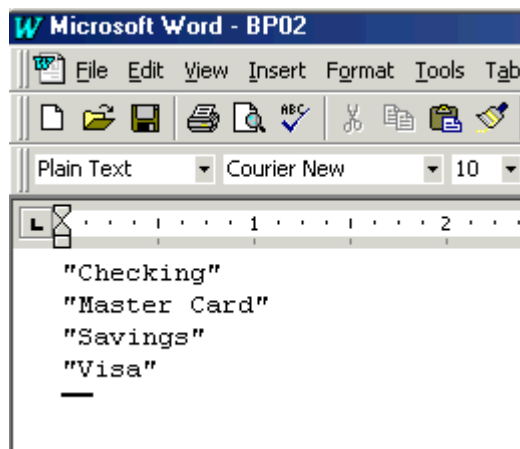 Microsoft Word - BP02
File Edit View Insert Format Tools Tab
ABC
Plain Text Courier New 10
1 2
"Checking"
"Master Card"
"Savings"
"Visa"